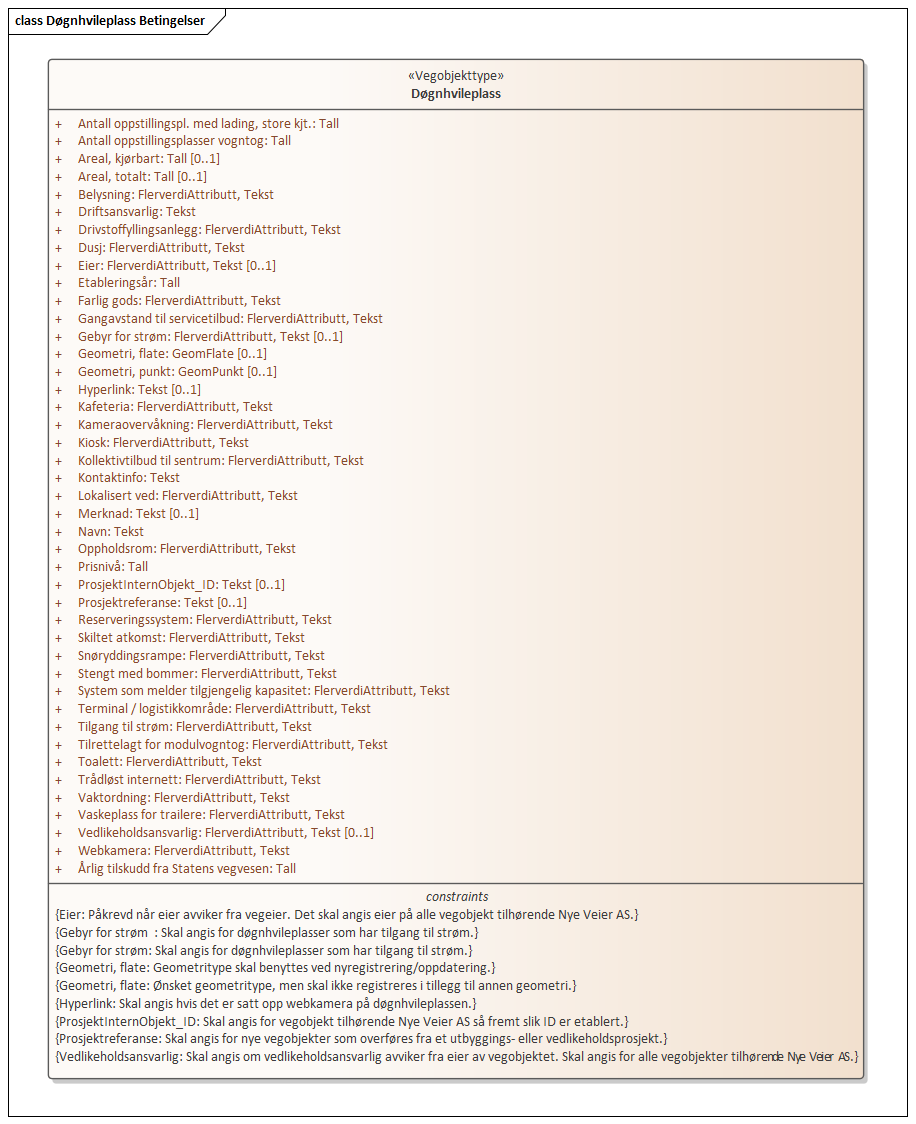 class Døgnhvileplass Betingelser
«Vegobjekttype»
Døgnhvileplass
+ Antall oppstillingspl. med lading, store kjt.: Tall
+ Antall oppstillingsplasser vogntog: Tall
+ Areal, kjørbart: Tall [0..1]
+ Areal, totalt: Tall [0..1]
+ Belysning: FlerverdiAttributt, Tekst
+ Driftsansvarlig: Tekst
+ Drivstoffyllingsanlegg: FlerverdiAttributt, Tekst
+ Dusj: FlerverdiAttributt, Tekst
+ Eier: FlerverdiAttributt, Tekst [0..1]
+ Etableringsår: Tall
+ Farlig gods: FlerverdiAttributt, Tekst
+ Gangavstand til servicetilbud: FlerverdiAttributt, Tekst
+ Gebyr for strøm: FlerverdiAttributt, Tekst [0..1]
+ Geometri, flate: GeomFlate [0..1]
+ Geometri, punkt: GeomPunkt [0..1]
+ Hyperlink: Tekst [0..1]
+ Kafeteria: FlerverdiAttributt, Tekst
+ Kameraovervåkning: FlerverdiAttributt, Tekst
+ Kiosk: FlerverdiAttributt, Tekst
+ Kollektivtilbud til sentrum: FlerverdiAttributt, Tekst
+ Kontaktinfo: Tekst
+ Lokalisert ved: FlerverdiAttributt, Tekst
+ Merknad: Tekst [0..1]
+ Navn: Tekst
+ Oppholdsrom: FlerverdiAttributt, Tekst
+ Prisnivå: Tall
+ ProsjektInternObjekt_ID: Tekst [0..1]
+ Prosjektreferanse: Tekst [0..1]
+ Reserveringssystem: FlerverdiAttributt, Tekst
+ Skiltet atkomst: FlerverdiAttributt, Tekst
+ Snøryddingsrampe: FlerverdiAttributt, Tekst
+ Stengt med bommer: FlerverdiAttributt, Tekst
+ System som melder tilgjengelig kapasitet: FlerverdiAttributt, Tekst
+ Terminal / logistikkområde: FlerverdiAttributt, Tekst
+ Tilgang til strøm: FlerverdiAttributt, Tekst
+ Tilrettelagt for modulvogntog: FlerverdiAttributt, Tekst
+ Toalett: FlerverdiAttributt, Tekst
+ Trådløst internett: FlerverdiAttributt, Tekst
+ Vaktordning: FlerverdiAttributt, Tekst
+ Vaskeplass for trailere: FlerverdiAttributt, Tekst
+ Vedlikeholdsansvarlig: FlerverdiAttributt, Tekst [0..1]
+ Webkamera: FlerverdiAttributt, Tekst
+ Årlig tilskudd fra Statens vegvesen: Tall
constraints
{Eier: Påkrevd når eier avviker fra vegeier. Det skal angis eier på alle vegobjekt tilhørende Nye Veier AS.}
{Gebyr for strøm  : Skal angis for døgnhvileplasser som har tilgang til strøm.}
{Gebyr for strøm: Skal angis for døgnhvileplasser som har tilgang til strøm.}
{Geometri, flate: Geometritype skal benyttes ved nyregistrering/oppdatering.}
{Geometri, flate: Ønsket geometritype, men skal ikke registreres i tillegg til annen geometri.}
{Hyperlink: Skal angis hvis det er satt opp webkamera på døgnhvileplassen.}
{ProsjektInternObjekt_ID: Skal angis for vegobjekt tilhørende Nye Veier AS så fremt slik ID er etablert.}
{Prosjektreferanse: Skal angis for nye vegobjekter som overføres fra et utbyggings- eller vedlikeholdsprosjekt.}
{Vedlikeholdsansvarlig: Skal angis om vedlikeholdsansvarlig avviker fra eier av vegobjektet. Skal angis for alle vegobjekter tilhørende Nye Veier AS.}